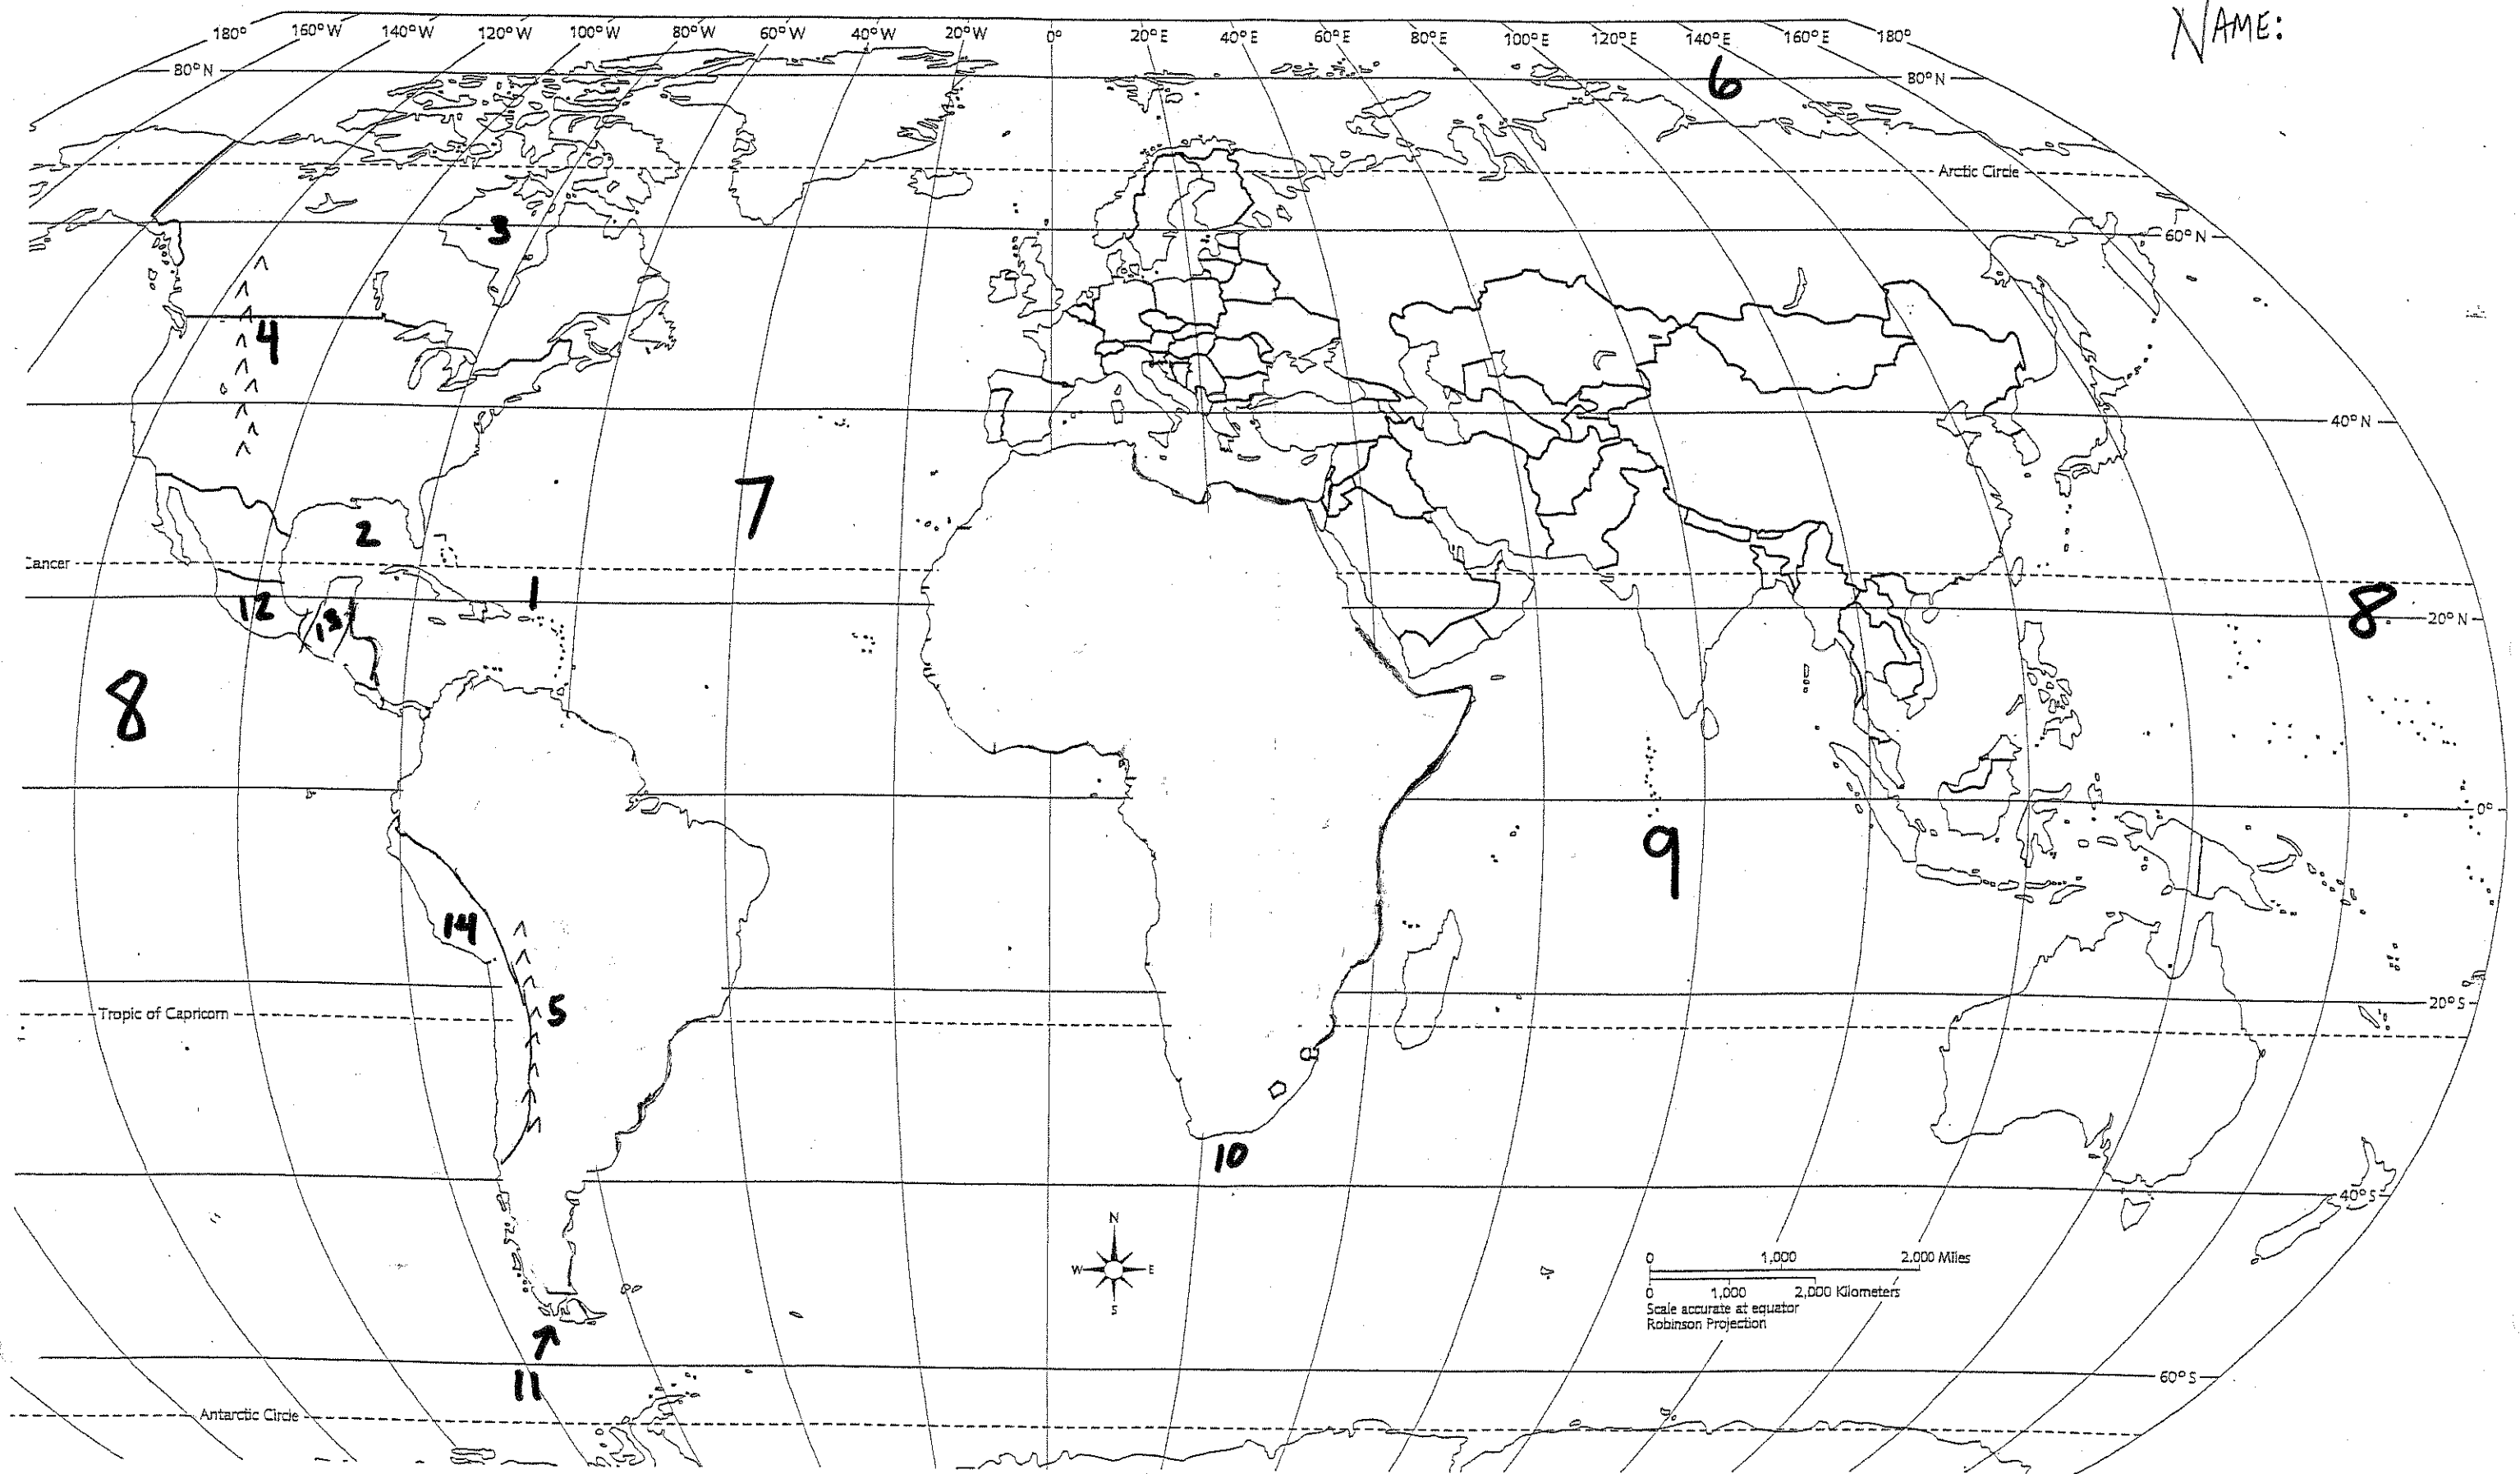 NAME:
180° 160°W 140°W 120°W 100°W 80°W 60°W 40°W 20°W 0° 20°E 40°E 60°E 80°E 100°E 120°E 140°E 160°E 180°
80°N 80°N
6
Arctic Circle
3
60°N
4
40°N
7
2
Cancer
1
12 13 8
20°N
8
0°
9
14
20°S
Tropic of Capricorn
5
10
40°S
N
W E
S
0 1,000 2,000 Miles
0 1,000 2,000 Kilometers
Scale accurate at equator
Robinson Projection
11
60°S
Antarctic Circle